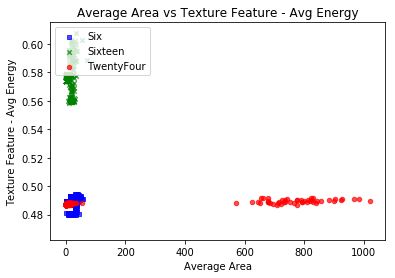 Average Area vs Texture Feature - Avg Energy
Six
Sixteen
TwentyFour
Texture Feature - Avg Energy
0.60
0.58
0.56
0.54
0.52
0.50
0.48
0 200 400 600 800 1000
Average Area